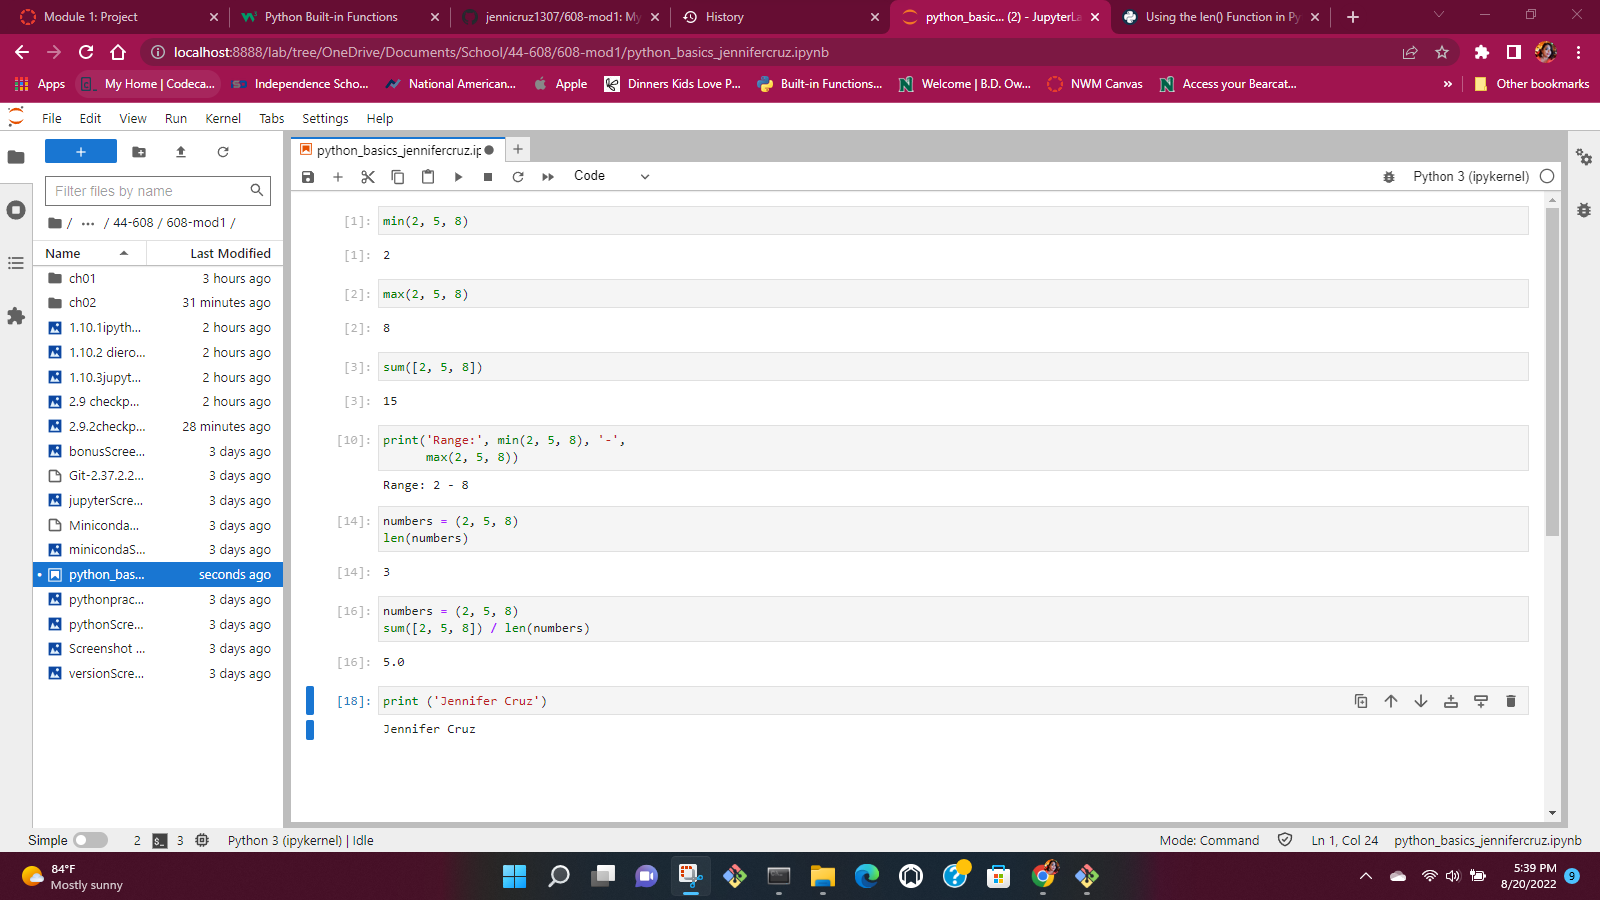 Module 1: Project
Python Built-in Functions
jennicruz1307/608-mod1: My
History
python_basic... (2) - JupyterLa
Using the len() Function in Py
localhost:8888/lab/tree/OneDrive/Documents/School/44-608/608-mod1/python_basics_jennifercruz.ipynb
Apps
My Home | Codeca...
Independence Scho...
National American...
Apple
Dinners Kids Love P...
Built-in Functions...
Welcome | B.D. Ow...
NWM Canvas
Access your Bearcat...
»
Other bookmarks
File Edit View Run Kernel Tabs Settings Help
python_basics_jennifercruz.ip
Filter files by name
Code
Python 3 (ipykernel)
/ ... / 44-608 / 608-mod1 /
Name Last Modified
ch01 3 hours ago
ch02 31 minutes ago
1.10.1ipyth... 2 hours ago
1.10.2 diero... 2 hours ago
1.10.3jupyt... 2 hours ago
2.9 checkp... 2 hours ago
2.9.2checkp... 28 minutes ago
bonusScree... 3 days ago
Git-2.37.2.2... 3 days ago
jupyterScre... 3 days ago
Miniconda... 3 days ago
minicondaS... 3 days ago
python_bas... seconds ago
pythonprac... 3 days ago
pythonScre... 3 days ago
Screenshot ... 3 days ago
versionScre... 3 days ago
[1]: min(2, 5, 8)
[1]: 2
[2]: max(2, 5, 8)
[2]: 8
[3]: sum([2, 5, 8])
[3]: 15
[10]: print('Range:', min(2, 5, 8), '-',
max(2, 5, 8))
Range: 2 - 8
[14]: numbers = (2, 5, 8)
len(numbers)
[14]: 3
[16]: numbers = (2, 5, 8)
sum([2, 5, 8]) / len(numbers)
[16]: 5.0
[18]: print ('Jennifer Cruz')
Jennifer Cruz
Simple 2 3 Python 3 (ipykernel) | Idle
Mode: Command Ln 1, Col 24 python_basics_jennifercruz.ipynb
84°F
Mostly sunny
5:39 PM
8/20/2022
9